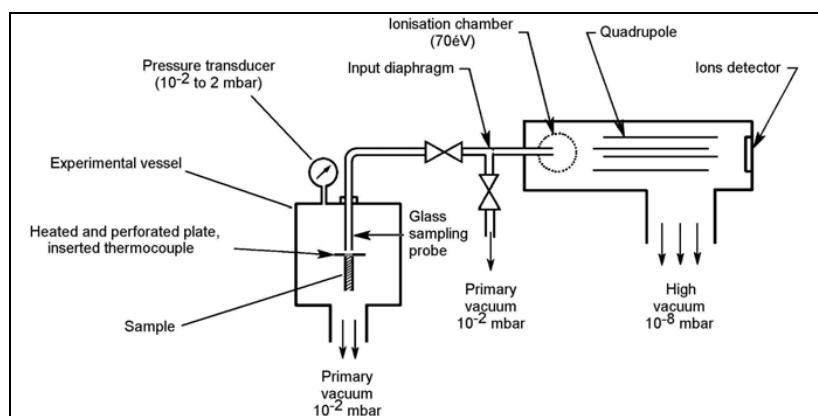 Ionisation chamber
(70éV)
Quadrupole
Pressure transducer
(10⁻² to 2 mbar)
Input diaphragm
Ions detector
Experimental vessel
Heated and perforated plate,
inserted thermocouple
Glass
sampling
probe
Sample
Primary
vacuum
10⁻² mbar
High
vacuum
10⁻⁸ mbar
Primary
vacuum
10⁻² mbar